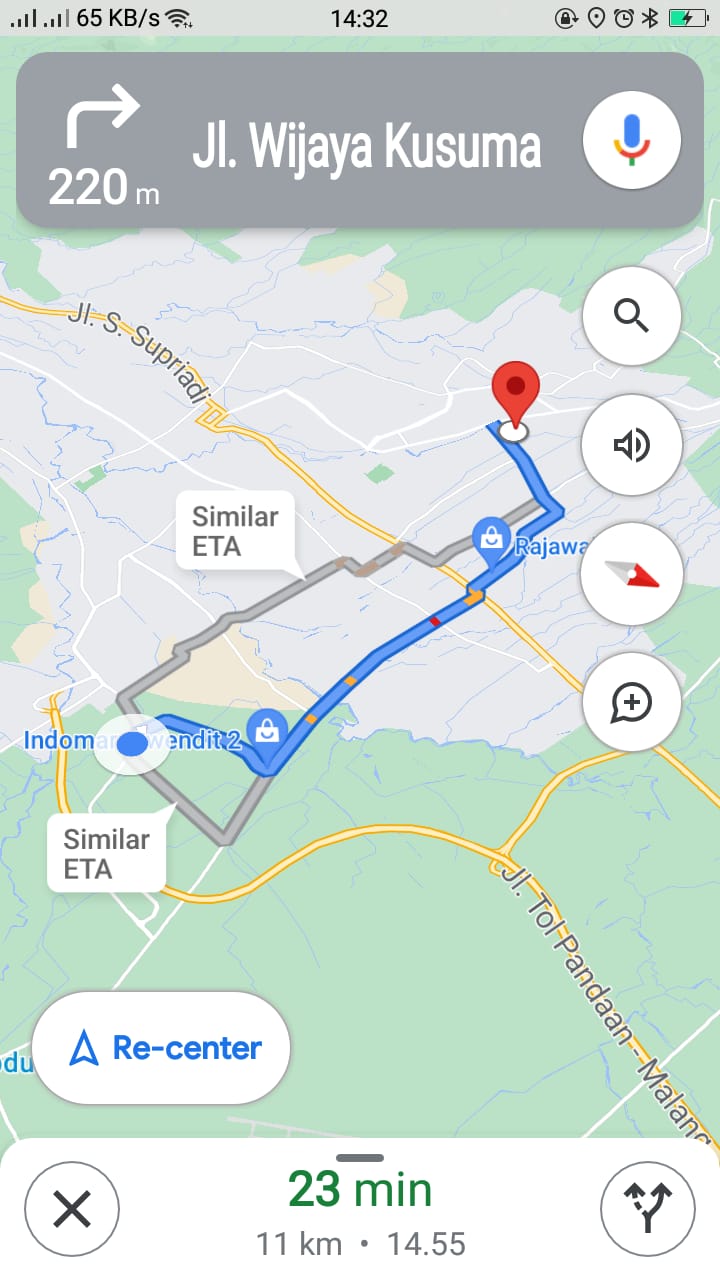 65 KB/s
14:32
Jl. Wijaya Kusuma
220 m
Jl. S. Supriadi
Similar
ETA
Rajawa
Indomar wendit 2
Similar
ETA
Jl. Tol Pandaan - Malang
Re-center
odu
23 min
11 km • 14.55